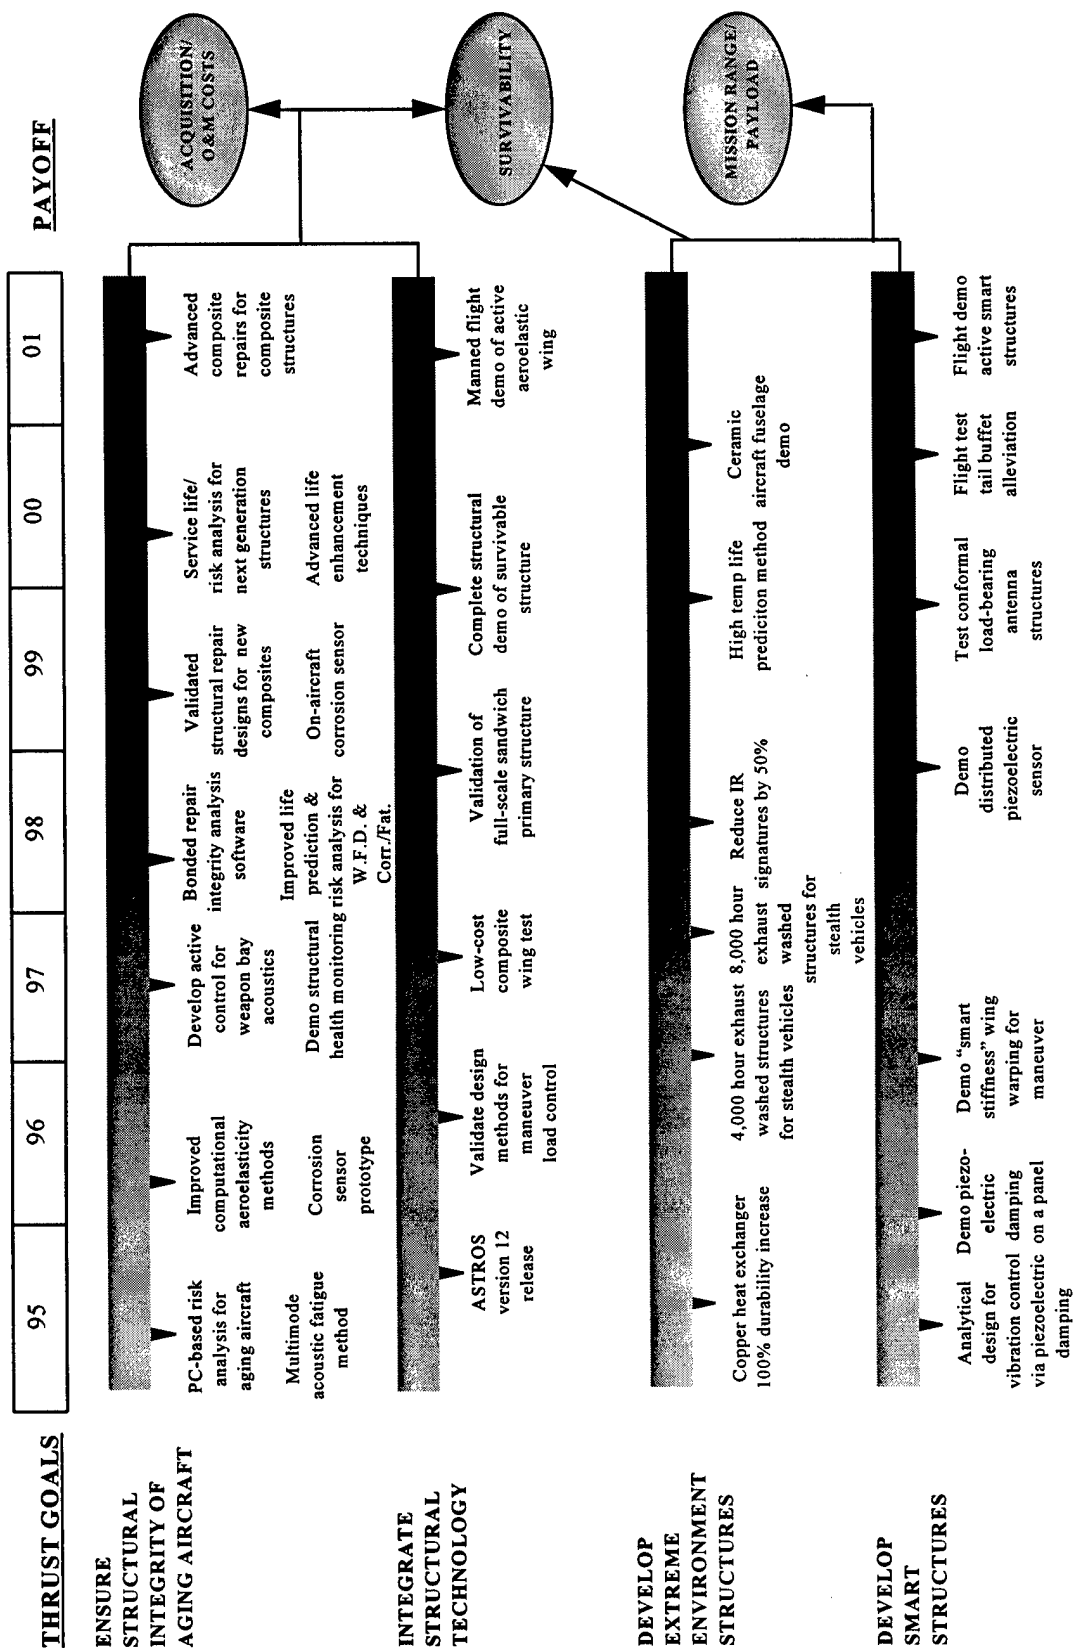 THRUST GOALS
95
96
97
98
99
00
01
PAYOFF
ENSURE
STRUCTURAL
INTEGRITY OF
AGING AIRCRAFT
PC-based risk
analysis for
aging aircraft
Multimode
acoustic fatigue
method
Improved
computational
aeroelasticity
methods
Corrosion
sensor
prototype
Develop active
control for
weapon bay
acoustics
Demo structural
health monitoring
Bonded repair
integrity analysis
software
Improved life
prediction &
risk analysis for
W.F.D. &
Corr./Fat.
Validated
structural repair
designs for new
composites
On-aircraft
corrosion sensor
Service life/
risk analysis for
next generation
structures
Advanced life
enhancement
techniques
Advanced
composite
repairs for
composite
structures
ACQUISITION/
O&M COSTS
INTEGRATE
STRUCTURAL
TECHNOLOGY
ASTROS
version 12
release
Validate design
methods for
maneuver
load control
Low-cost
composite
wing test
Validation of
full-scale sandwich
primary structure
Complete structural
demo of survivable
structure
Manned flight
demo of active
aeroelastic
wing
SURVIVABILITY
DEVELOP
EXTREME
ENVIRONMENT
STRUCTURES
Copper heat exchanger
100% durability increase
4,000 hour exhaust
washed structures
for stealth vehicles
8,000 hour
exhaust
washed
structures for
stealth
vehicles
Reduce IR
signatures by 50%
High temp life
prediciton method
Ceramic
aircraft fuselage
demo
MISSION RANGE/
PAYLOAD
DEVELOP
SMART
STRUCTURES
Analytical
design for
vibration control
via piezoelectric
damping
Demo piezo-
electric
damping
on a panel
Demo "smart
stiffness" wing
warping for
maneuver
Demo
distributed
piezoelectric
sensor
Test conformal
load-bearing
antenna
structures
Flight test
tail buffet
alleviation
Flight demo
active smart
structures